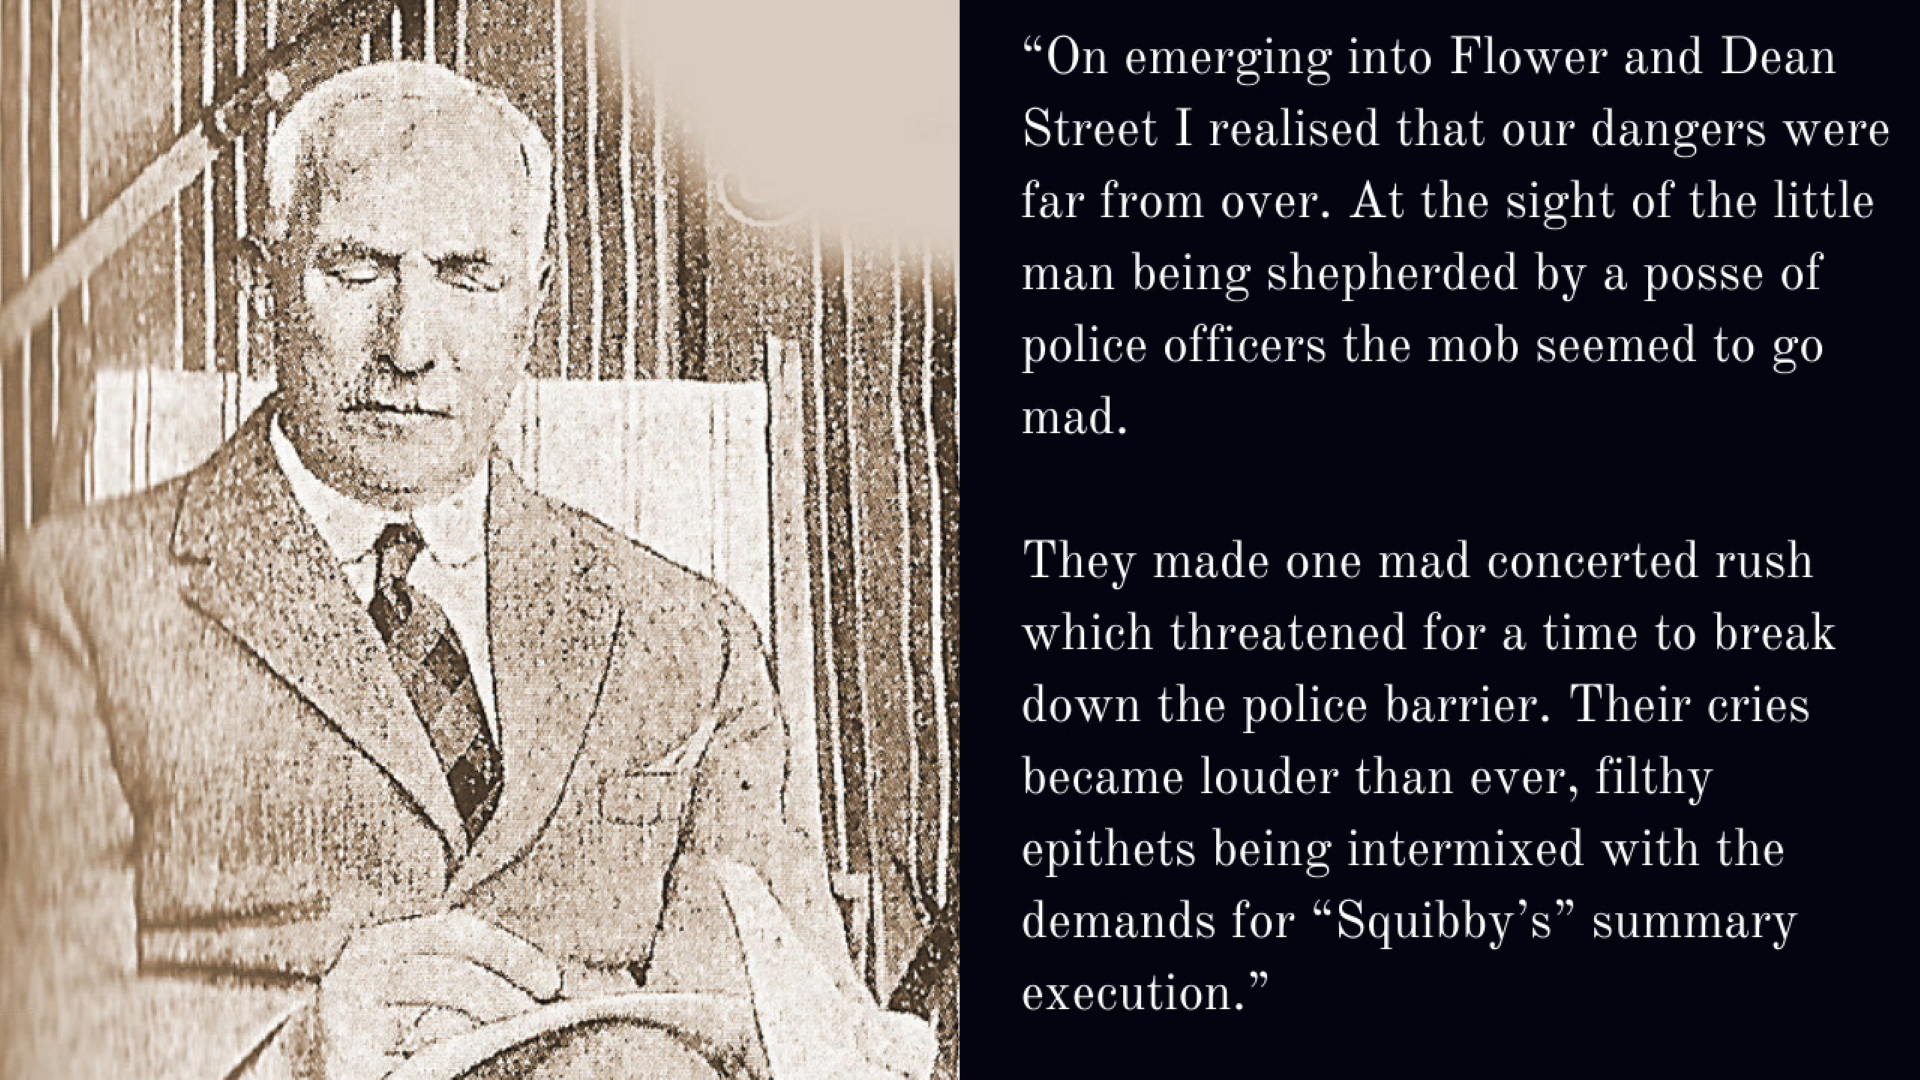 “On emerging into Flower and Dean
Street I realised that our dangers were
far from over. At the sight of the little
man being shepherded by a posse of
police officers the mob seemed to go
mad.
They made one mad concerted rush
which threatened for a time to break
down the police barrier. Their cries
became louder than ever, filthy
epithets being intermixed with the
demands for “Squibby’s” summary
execution.”